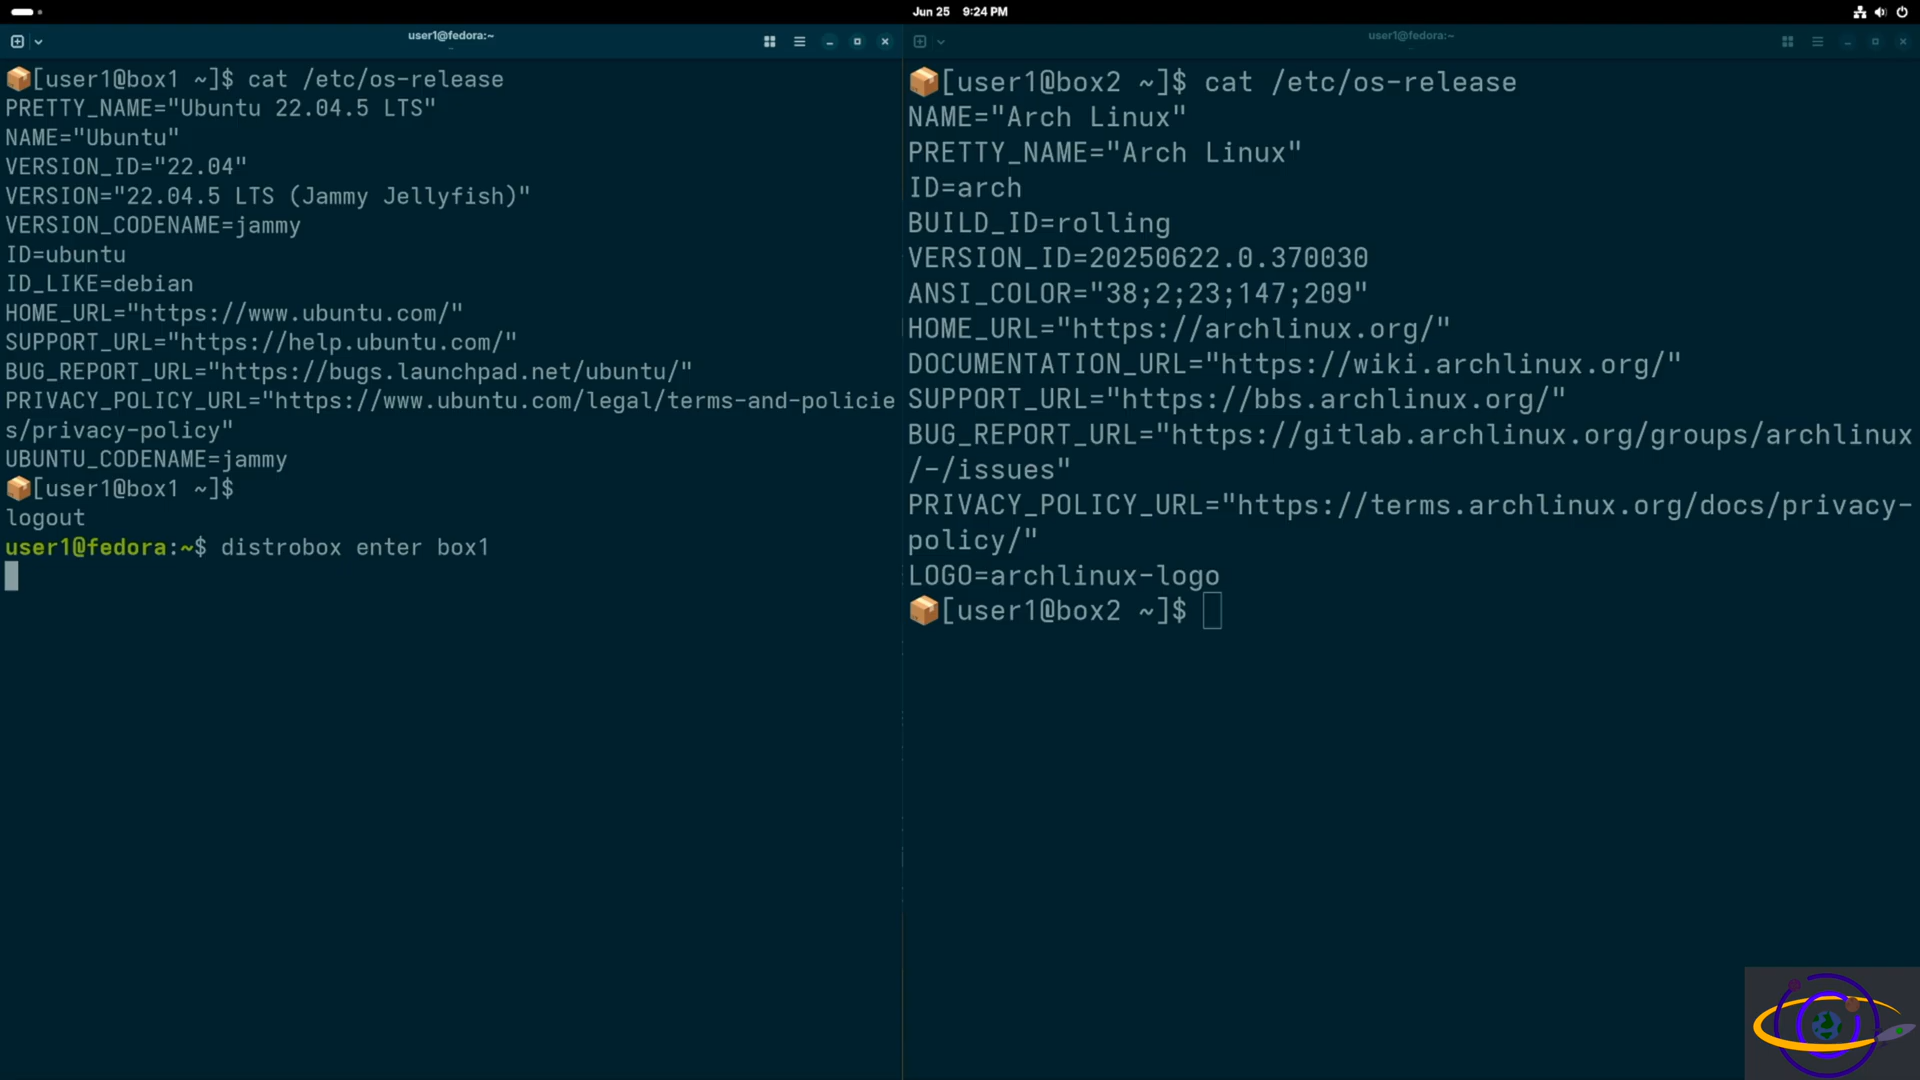 Jun 25 9:24 PM
user1@fedora:~
[user1@box1 ~]$ cat /etc/os-release
PRETTY_NAME="Ubuntu 22.04.5 LTS"
NAME="Ubuntu"
VERSION_ID="22.04"
VERSION="22.04.5 LTS (Jammy Jellyfish)"
VERSION_CODENAME=jammy
ID=ubuntu
ID_LIKE=debian
HOME_URL="https://www.ubuntu.com/"
SUPPORT_URL="https://help.ubuntu.com/"
BUG_REPORT_URL="https://bugs.launchpad.net/ubuntu/"
PRIVACY_POLICY_URL="https://www.ubuntu.com/legal/terms-and-policie
s/privacy-policy"
UBUNTU_CODENAME=jammy
[user1@box1 ~]$
logout
user1@fedora:~$ distrobox enter box1
user1@fedora:~
[user1@box2 ~]$ cat /etc/os-release
NAME="Arch Linux"
PRETTY_NAME="Arch Linux"
ID=arch
BUILD_ID=rolling
VERSION_ID=20250622.0.370030
ANSI_COLOR="38;2;23;147;209"
HOME_URL="https://archlinux.org/"
DOCUMENTATION_URL="https://wiki.archlinux.org/"
SUPPORT_URL="https://bbs.archlinux.org/"
BUG_REPORT_URL="https://gitlab.archlinux.org/groups/archlinux
/-/issues"
PRIVACY_POLICY_URL="https://terms.archlinux.org/docs/privacy-
policy/"
LOGO=archlinux-logo
[user1@box2 ~]$